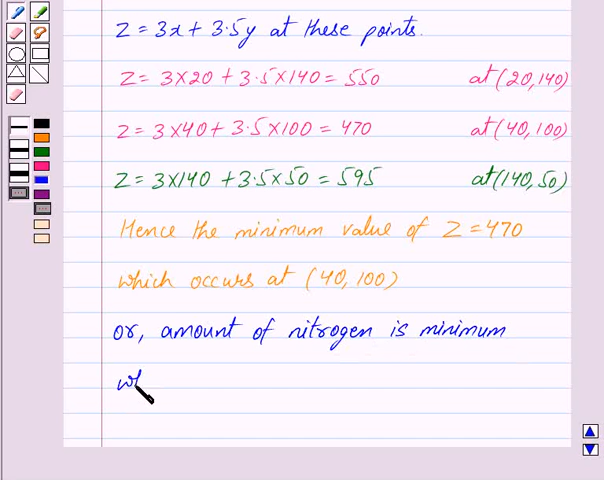 Z = 3x + 3.5y at these points.
Z = 3×20 + 3.5×140 = 550 at (20,140)
Z = 3×40 + 3.5×100 = 470 at (40,100)
Z = 3×140 + 3.5×50 = 595 at (140,50)
Hence the minimum value of Z = 470
which occurs at (40,100)
or, amount of nitrogen is minimum
wh